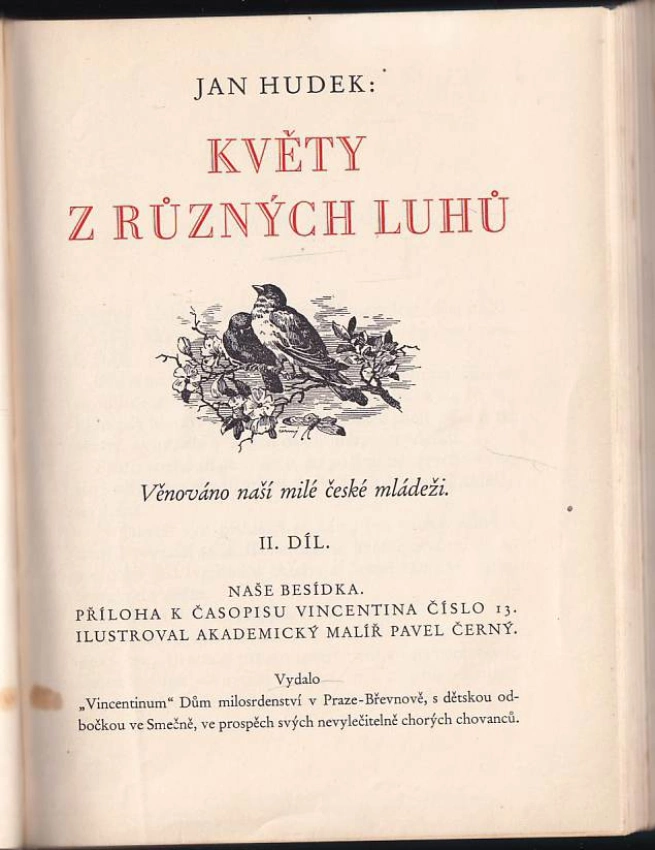 JAN HUDEK:
KVĚTY
Z RŮZNÝCH LUHŮ
Věnováno naší milé české mládeži.
II. DÍL.
NAŠE BESÍDKA.
PŘÍLOHA K ČASOPISU VINCENTINA ČÍSLO 13.
ILUSTROVAL AKADEMICKÝ MALÍŘ PAVEL ČERNÝ.
Vydalo
„Vincentinum“ Dům milosrdenství v Praze-Břevnově, s dětskou od-
bočkou ve Smečně, ve prospěch svých nevyléčitelně chorých chovanců.